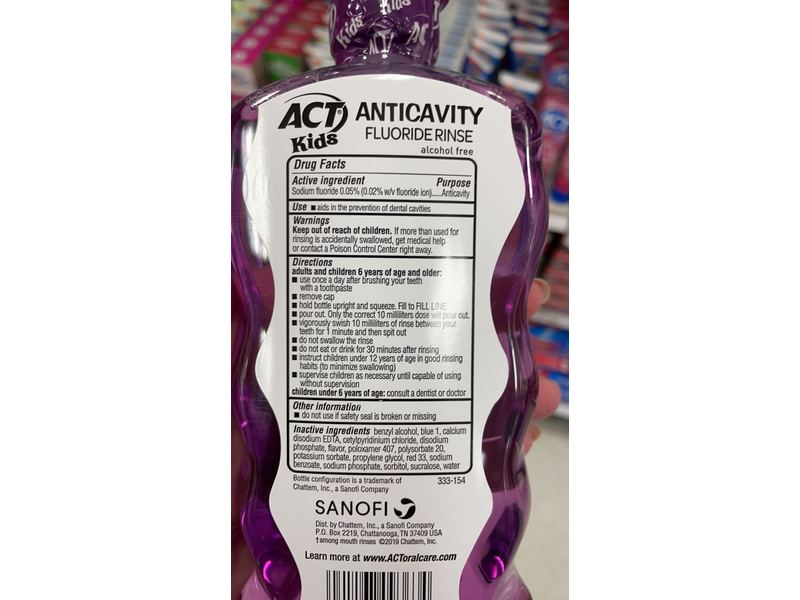 Kids
Kids
ACT
AC
ACT
Kids
ANTICAVITY
FLUORIDE RINSE
alcohol free
Drug Facts
Active ingredient Purpose
Sodium fluoride 0.05% (0.02% w/v fluoride ion).....Anticavity
Use ■ aids in the prevention of dental cavities
Warnings
Keep out of reach of children. If more than used for
rinsing is accidentally swallowed, get medical help
or contact a Poison Control Center right away.
Directions
adults and children 6 years of age and older:
■ use once a day after brushing your teeth
with a toothpaste
■ remove cap
■ hold bottle upright and squeeze. Fill to FILL LINE
■ pour out. Only the correct 10 milliliters dose will pour out.
■ vigorously swish 10 milliliters of rinse between your
teeth for 1 minute and then spit out
■ do not swallow the rinse
■ do not eat or drink for 30 minutes after rinsing
■ instruct children under 12 years of age in good rinsing
habits (to minimize swallowing)
■ supervise children as necessary until capable of using
without supervision
children under 6 years of age: consult a dentist or doctor
Other information
■ do not use if safety seal is broken or missing
Inactive ingredients benzyl alcohol, blue 1, calcium
disodium EDTA, cetylpyridinium chloride, disodium
phosphate, flavor, poloxamer 407, polysorbate 20,
potassium sorbate, propylene glycol, red 33, sodium
benzoate, sodium phosphate, sorbitol, sucralose, water
Bottle configuration is a trademark of 333-154
Chattem, Inc., a Sanofi Company
SANOFI
Dist. by Chattem, Inc., a Sanofi Company
P.O. Box 2219, Chattanooga, TN 37409 USA
†among mouth rinses ©2019 Chattem, Inc.
Learn more at www.ACToralcare.com